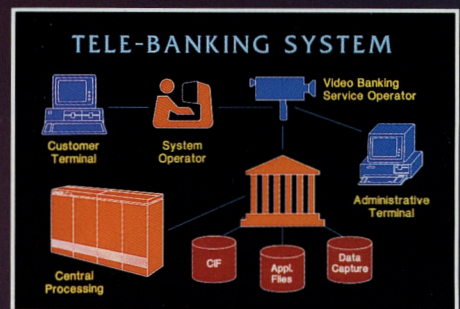 TELE-BANKING SYSTEM
Video Banking
Service Operator
Customer
Terminal
System
Operator
Administrative
Terminal
Central
Processing
CIF
Appl.
Files
Data
Capture